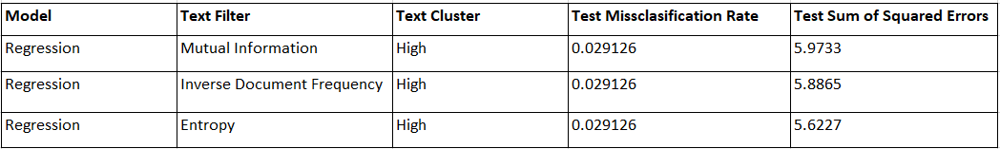 Model Text Filter Text Cluster Test Missclasification Rate Test Sum of Squared Errors
Regression Mutual Information High 0.029126 5.9733
Regression Inverse Document Frequency High 0.029126 5.8865
Regression Entropy High 0.029126 5.6227